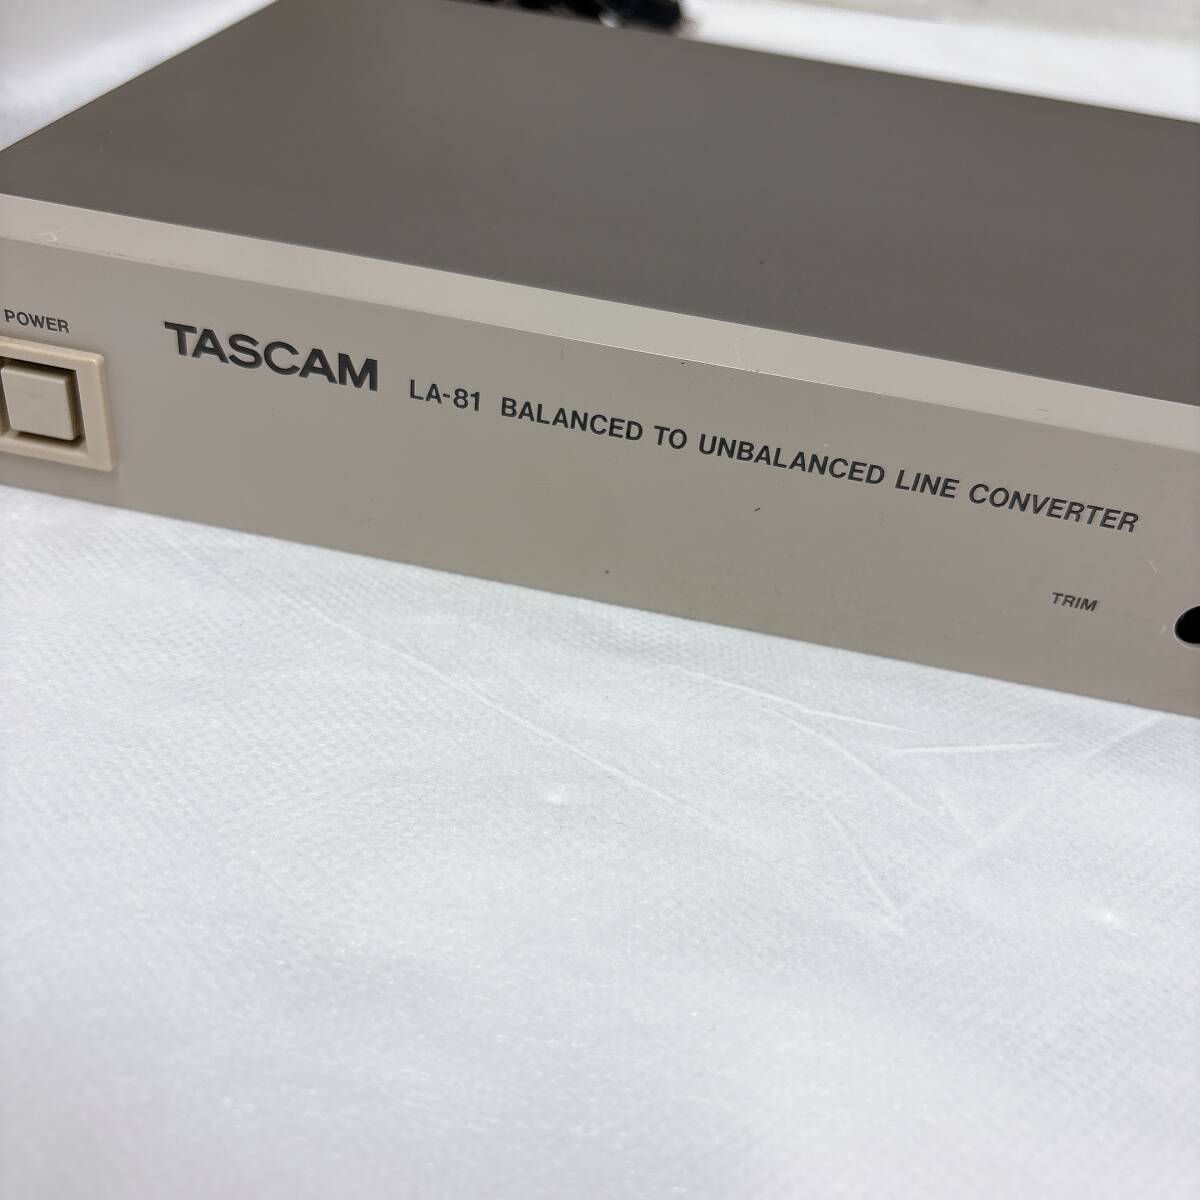 POWER
TASCAM LA-81 BALANCED TO UNBALANCED LINE CONVERTER
TRIM